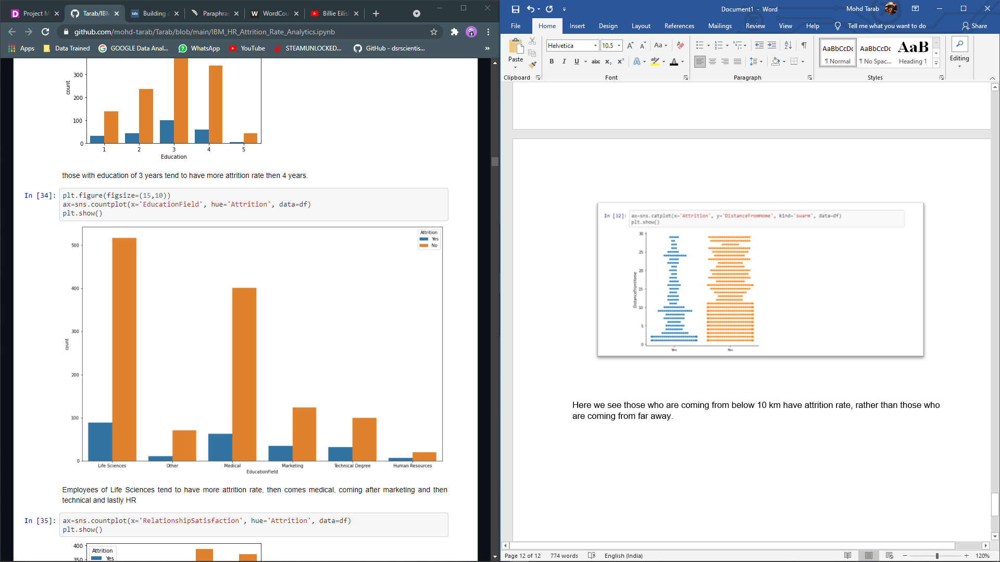 Project M
Tarab/IBM
Building a
Paraphras
WordCou
Billie Eilis
github.com/mohd-tarab/Tarab/blob/main/IBM_HR_Attrition_Rate_Analytics.ipynb
Apps
Data Trained
GOOGLE Data Anal...
WhatsApp
YouTube
STEAMUNLOCKED...
GitHub - dsrscientis...
»
300
200
100
0
count
1 2 3 4 5
Education
those with education of 3 years tend to have more attrition rate then 4 years.
In [34]:
plt.figure(figsize=(15,10))
ax=sns.countplot(x='EducationField', hue='Attrition', data=df)
plt.show()
Attrition
Yes
No
500
400
300
200
100
0
count
Life Sciences Other Medical Marketing Technical Degree Human Resources
EducationField
Employees of Life Sciences tend to have more attrition rate, then comes medical, coming after marketing and then
technical and lastly HR
In [35]:
ax=sns.countplot(x='RelationshipSatisfaction', hue='Attrition', data=df)
plt.show()
400
350
Attrition
Yes
Document1 - Word
Mohd Tarab
File Home Insert Design Layout References Mailings Review View Help Tell me what you want to do Share
Paste
Clipboard
Helvetica 10.5
Font
Paragraph
AaBbCcDc
¶ Normal
AaBbCcDc
¶ No Spac...
AaB
Heading 1
Styles
Editing
In [32]:
ax=sns.catplot(x='Attrition', y='DistanceFromHome', kind='swarm', data=df)
plt.show()
30
25
20
15
10
5
0
DistanceFromHome
Yes No
Here we see those who are coming from below 10 km have attrition rate, rather than those who
are coming from far away.
Page 12 of 12 774 words English (India) 120%